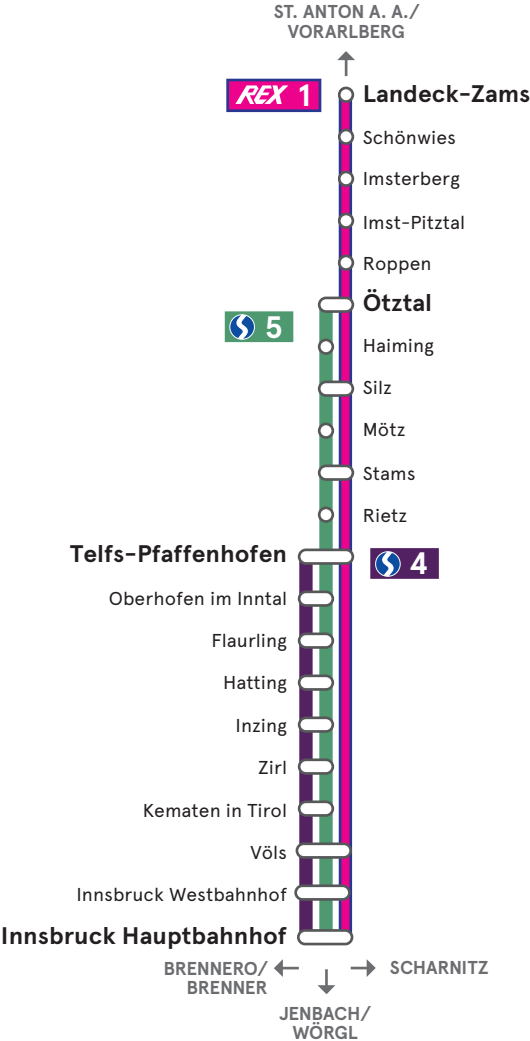 ST. ANTON A. A./
VORARLBERG
REX 1
Landeck-Zams
Schönwies
Imsterberg
Imst-Pitztal
Roppen
Ötztal
S 5
Haiming
Silz
Mötz
Stams
Rietz
Telfs-Pfaffenhofen
S 4
Oberhofen im Inntal
Flaurling
Hatting
Inzing
Zirl
Kematen in Tirol
Völs
Innsbruck Westbahnhof
Innsbruck Hauptbahnhof
BRENNERO/
BRENNER
SCHARNITZ
JENBACH/
WÖRGL